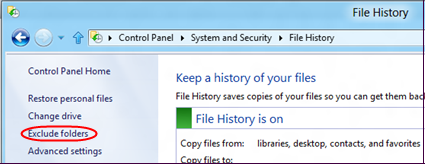 File History
Control Panel ▸ System and Security ▸ File History
Control Panel Home
Restore personal files
Change drive
Exclude folders
Advanced settings
Keep a history of your files
File History saves copies of your files so you can get them back
File History is on
Copy files from: libraries, desktop, contacts, and favorites
Copy files to: